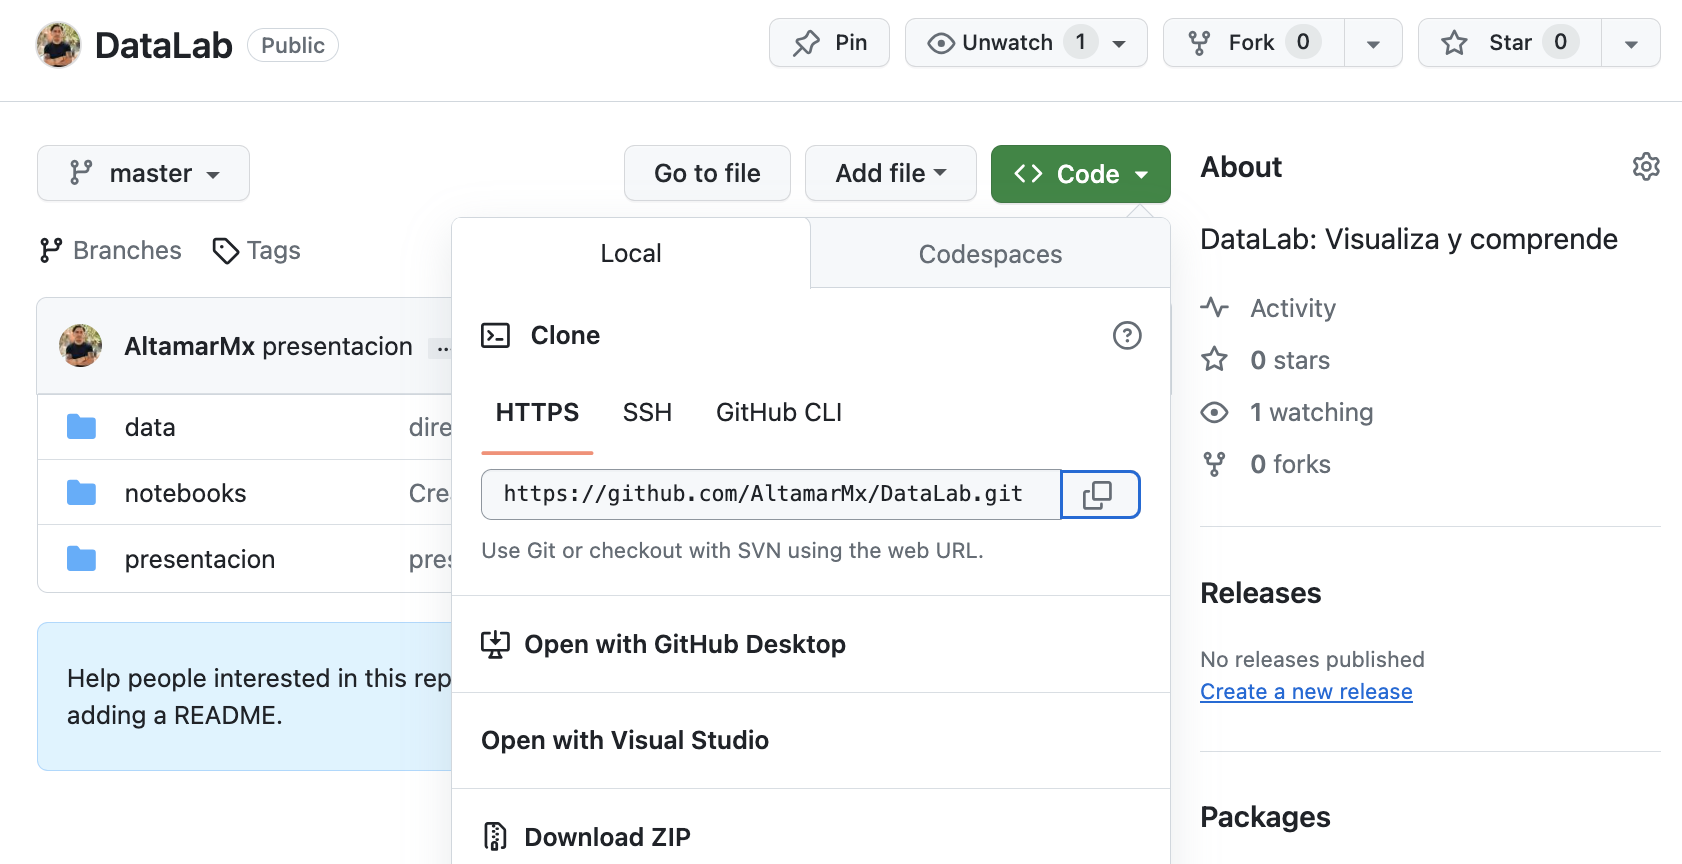 DataLab Public
Pin
Unwatch 1
Fork 0
Star 0
master
Go to file
Add file
Code
Branches
Tags
AltamarMx presentacion ...
data
notebooks
presentacion
Help people interested in this
adding a README.
Local
Codespaces
Clone
HTTPS
SSH
GitHub CLI
https://github.com/AltamarMx/DataLab.git
Use Git or checkout with SVN using the web URL.
Open with GitHub Desktop
Open with Visual Studio
Download ZIP
About
DataLab: Visualiza y comprende
Activity
0 stars
1 watching
0 forks
Releases
No releases published
Create a new release
Packages